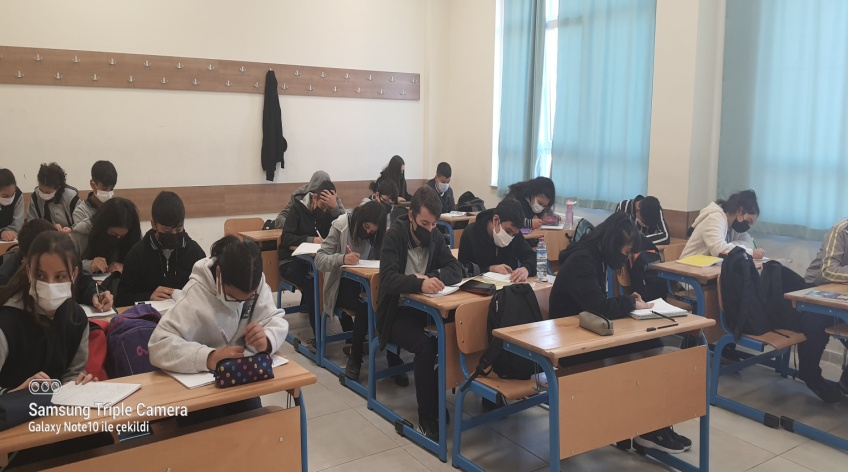 Samsung Triple Camera
Galaxy Note10 ile çekildi